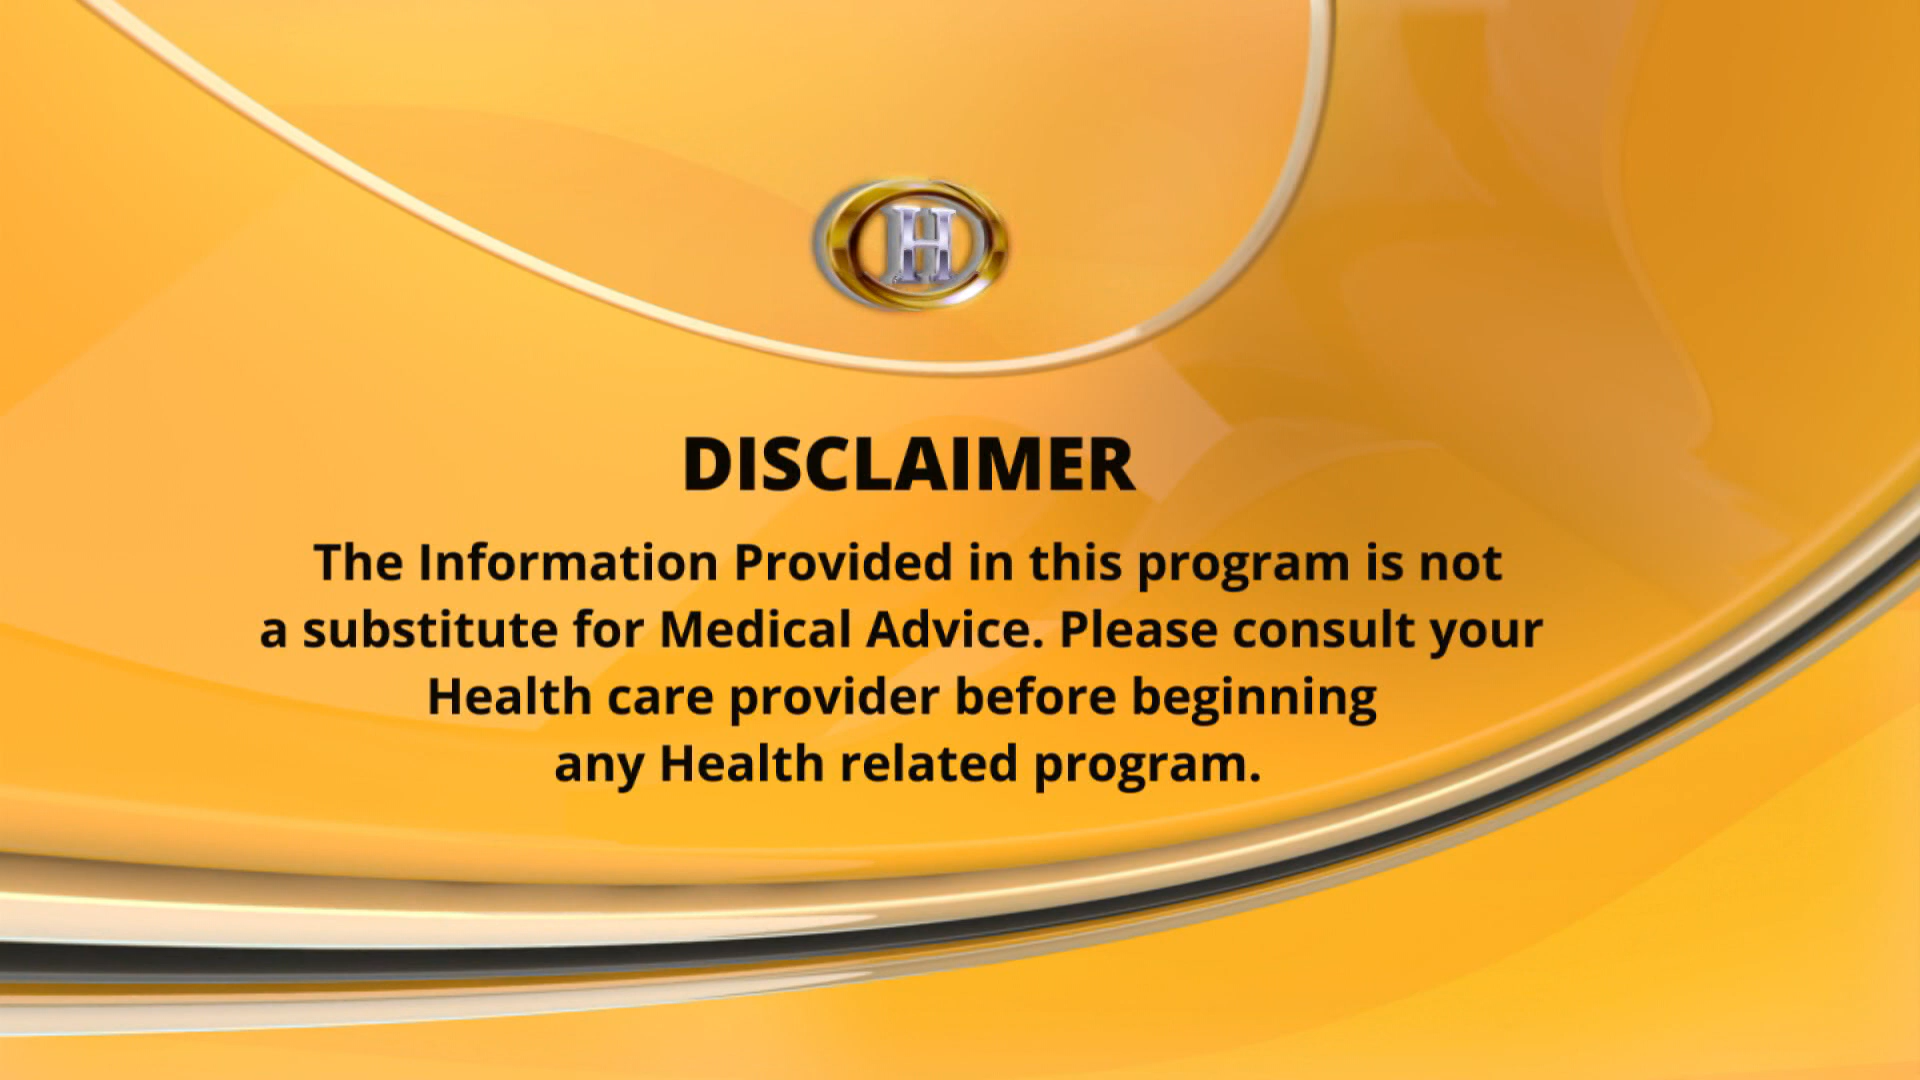 H
DISCLAIMER
The Information Provided in this program is not
a substitute for Medical Advice. Please consult your
Health care provider before beginning
any Health related program.